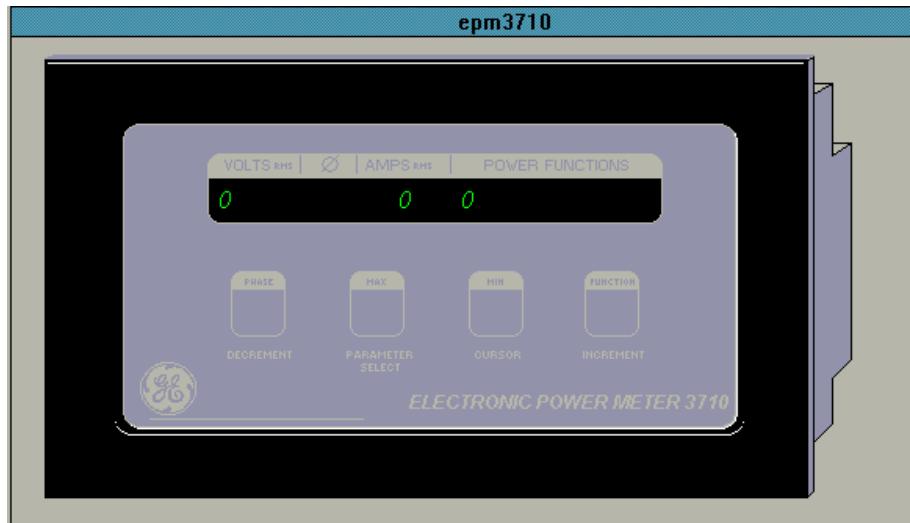 epm3710
VOLTS RMS | Ø | AMPS RMS | POWER FUNCTIONS
0 0 0
PHASE MAX MIN FUNCTION
DECREMENT PARAMETER SELECT CURSOR INCREMENT
GE
ELECTRONIC POWER METER 3710